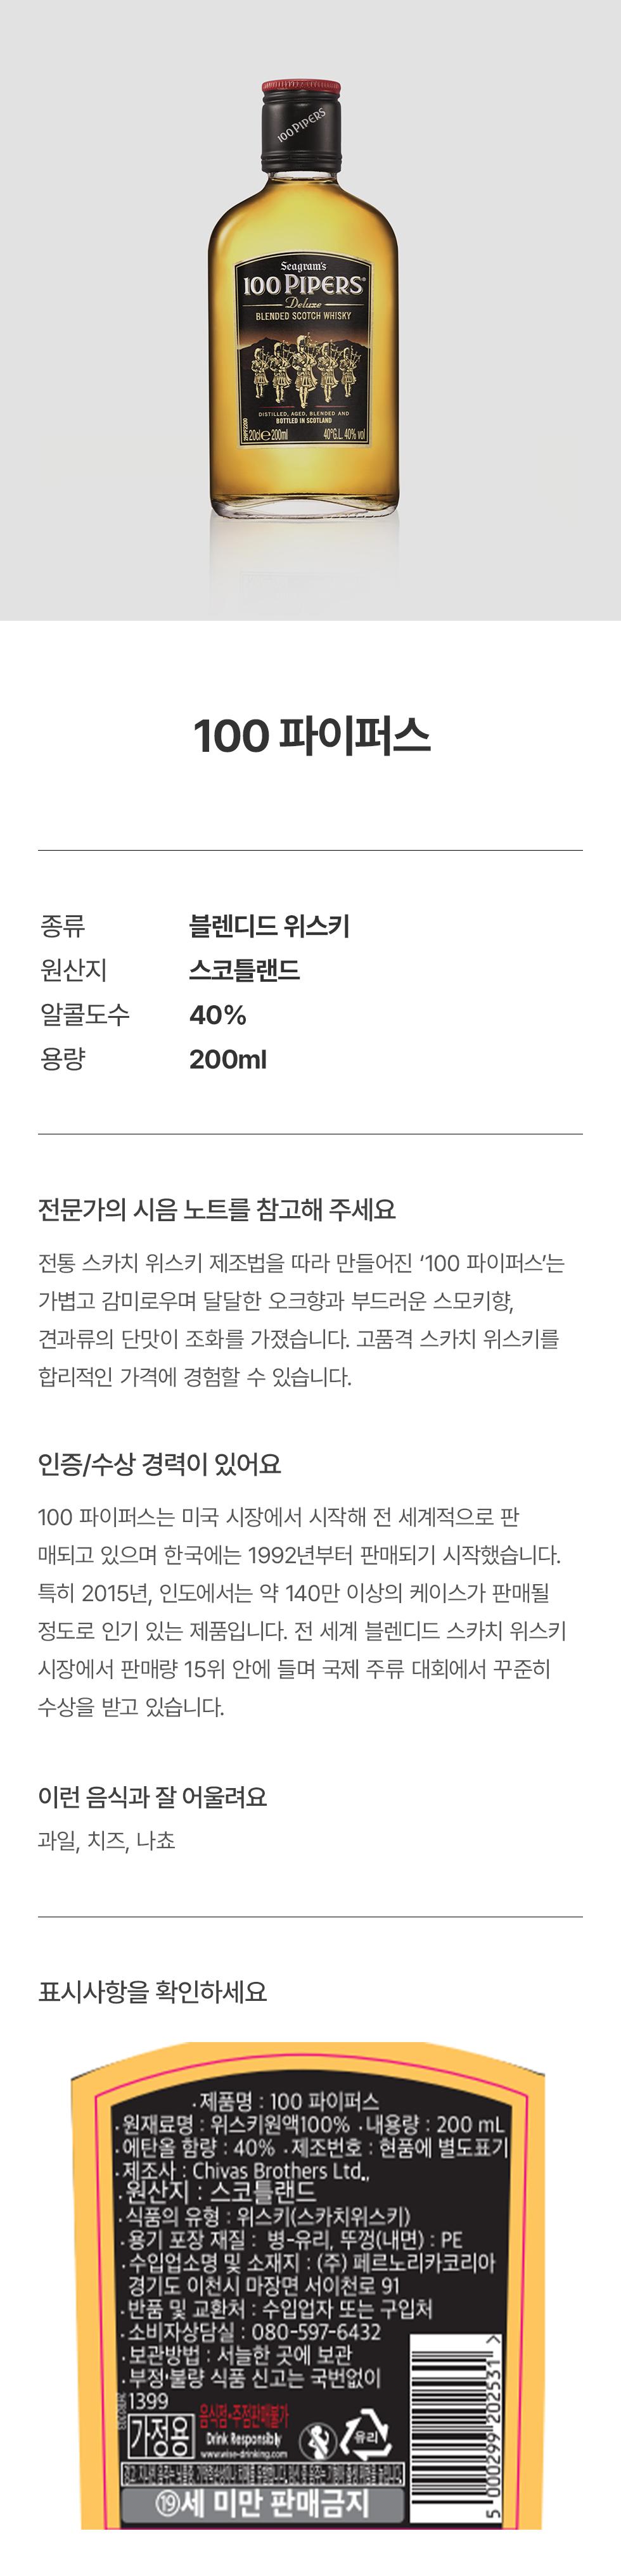 100 PIPERS
Seagram's
100 PIPERS
Deluxe
BLENDED SCOTCH WHISKY
DISTILLED, AGED, BLENDED AND
BOTTLED IN SCOTLAND
20cl e 200ml 40°G.L. 40% vol
100 파이퍼스
종류 블렌디드 위스키
원산지 스코틀랜드
알콜도수 40%
용량 200ml
전문가의 시음 노트를 참고해 주세요
전통 스카치 위스키 제조법을 따라 만들어진 ‘100 파이퍼스’는
가볍고 감미로우며 달달한 오크향과 부드러운 스모키향,
견과류의 단맛이 조화를 가졌습니다. 고품격 스카치 위스키를
합리적인 가격에 경험할 수 있습니다.
인증/수상 경력이 있어요
100 파이퍼스는 미국 시장에서 시작해 전 세계적으로 판
매되고 있으며 한국에는 1992년부터 판매되기 시작했습니다.
특히 2015년, 인도에서는 약 140만 이상의 케이스가 판매될
정도로 인기 있는 제품입니다. 전 세계 블렌디드 스카치 위스키
시장에서 판매량 15위 안에 들며 국제 주류 대회에서 꾸준히
수상을 받고 있습니다.
이런 음식과 잘 어울려요
과일, 치즈, 나쵸
표시사항을 확인하세요
·제품명 : 100 파이퍼스
·원재료명 : 위스키원액100% ·내용량 : 200 mL
·에탄올 함량 : 40% ·제조번호 : 현품에 별도표기
·제조사 : Chivas Brothers Ltd.,
·원산지 : 스코틀랜드
·식품의 유형 : 위스키(스카치위스키)
·용기 포장 재질 : 병-유리, 뚜껑(내면) : PE
·수입업소명 및 소재지 : (주) 페르노리카코리아
경기도 이천시 마장면 서이천로 91
·반품 및 교환처 : 수입업자 또는 구입처
·소비자상담실 : 080-597-6432
·보관방법 : 서늘한 곳에 보관
·부정·불량 식품 신고는 국번없이
1399
가정용
음식점·주점판매불가
Drink Responsibly
www.wise-drinking.com
유리
⑲세 미만 판매금지
5 000299 202531 >